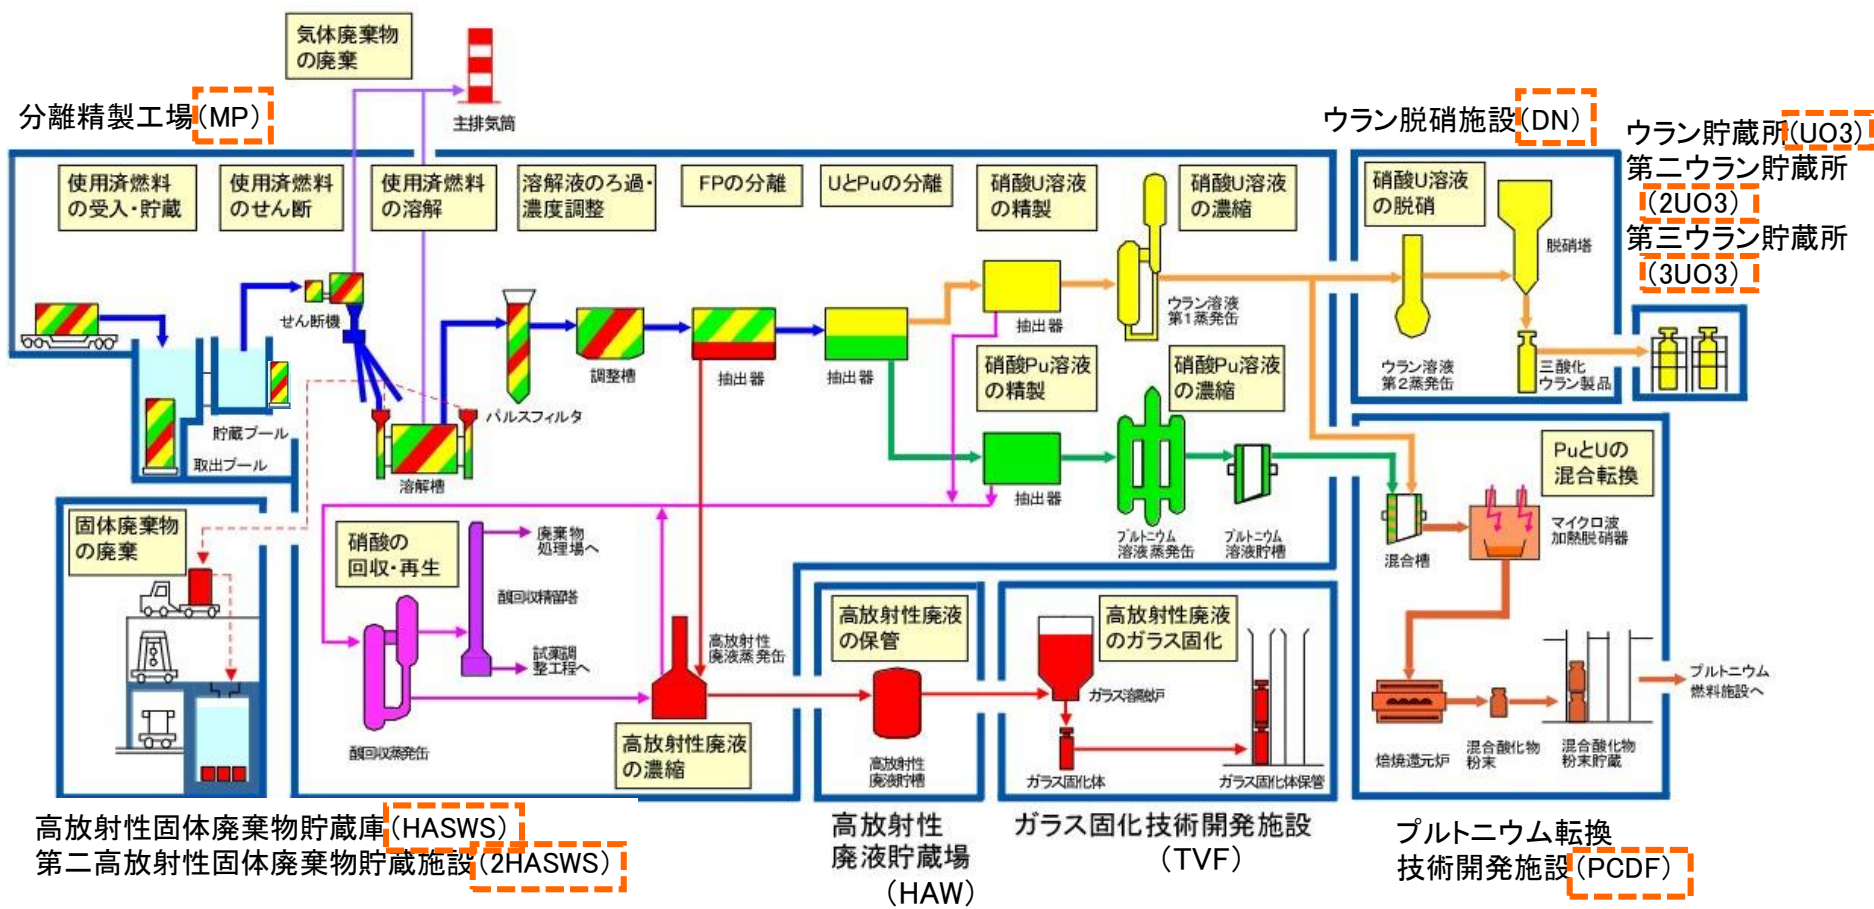 気体廃棄物
の廃棄
主排気筒
分離精製工場(MP)
ウラン脱硝施設(DN)
ウラン貯蔵所(UO3)
第二ウラン貯蔵所
(2UO3)
第三ウラン貯蔵所
(3UO3)
使用済燃料
の受入・貯蔵
使用済燃料
のせん断
使用済燃料
の溶解
溶解液のろ過・
濃度調整
FPの分離
UとPuの分離
硝酸U溶液
の精製
硝酸U溶液
の濃縮
硝酸U溶液
の脱硝
脱硝塔
せん断機
パルスフィルタ
調整槽
抽出器
抽出器
抽出器
ウラン溶液
第1蒸発缶
ウラン溶液
第2蒸発缶
三酸化
ウラン製品
貯蔵プール
取出プール
溶解槽
硝酸Pu溶液
の精製
硝酸Pu溶液
の濃縮
抽出器
プルトニウム
溶液蒸発缶
プルトニウム
溶液貯槽
PuとUの
混合転換
混合槽
マイクロ波
加熱脱硝器
固体廃棄物
の廃棄
硝酸の
回収・再生
廃棄物
処理場へ
酸回収精留塔
試薬調
整工程へ
酸回収蒸発缶
高放射性
廃液蒸発缶
高放射性廃液
の濃縮
高放射性廃液
の保管
高放射性
廃液貯槽
高放射性廃液
のガラス固化
ガラス溶融炉
ガラス固化体
ガラス固化体保管
焙焼還元炉
混合酸化物
粉末
混合酸化物
粉末貯蔵
プルトニウム
燃料施設へ
高放射性固体廃棄物貯蔵庫(HASWS)
第二高放射性固体廃棄物貯蔵施設(2HASWS)
高放射性
廃液貯蔵場
(HAW)
ガラス固化技術開発施設
(TVF)
プルトニウム転換
技術開発施設(PCDF)